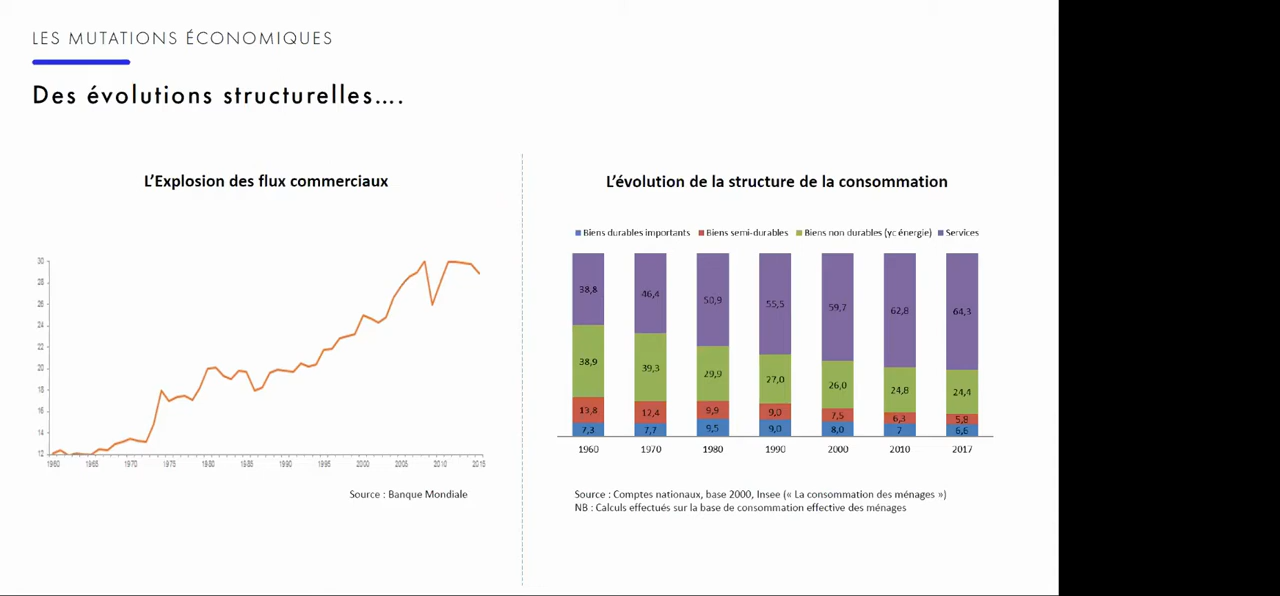 LES MUTATIONS ÉCONOMIQUES
Des évolutions structurelles....
L'Explosion des flux commerciaux
30
28
26
24
22
20
18
16
14
12
1960 1965 1970 1975 1980 1985 1990 1995 2000 2005 2010 2015
Source : Banque Mondiale
L'évolution de la structure de la consommation
Biens durables importants Biens semi-durables Biens non durables (yc énergie) Services
38,8 46,4 50,9 55,5 59,7 62,8 64,3
38,9 39,3 29,9 27,0 26,0 24,8 24,4
13,8 12,4 9,9 9,0 7,5 6,3 5,8
7,3 7,7 9,5 9,0 8,0 7 6,6
1960 1970 1980 1990 2000 2010 2017
Source : Comptes nationaux, base 2000, Insee (« La consommation des ménages »)
NB : Calculs effectués sur la base de consommation effective des ménages